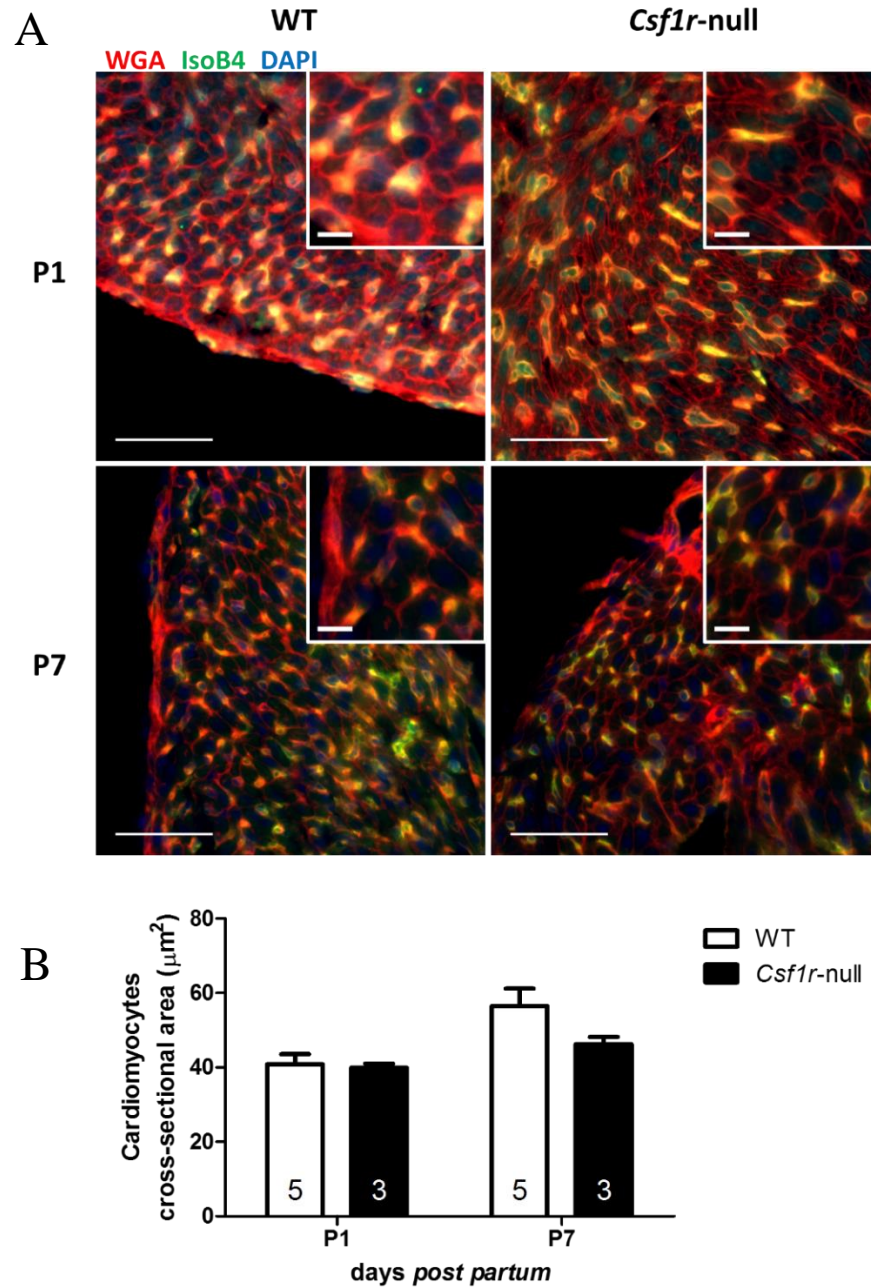 A
WT
Csf1r-null
WGA IsoB4 DAPI
P1
P7
B
80
60
40
20
0
Cardiomyocytes
cross-sectional area (μm²)
5
3
5
3
P1
P7
days post partum
WT
Csf1r-null